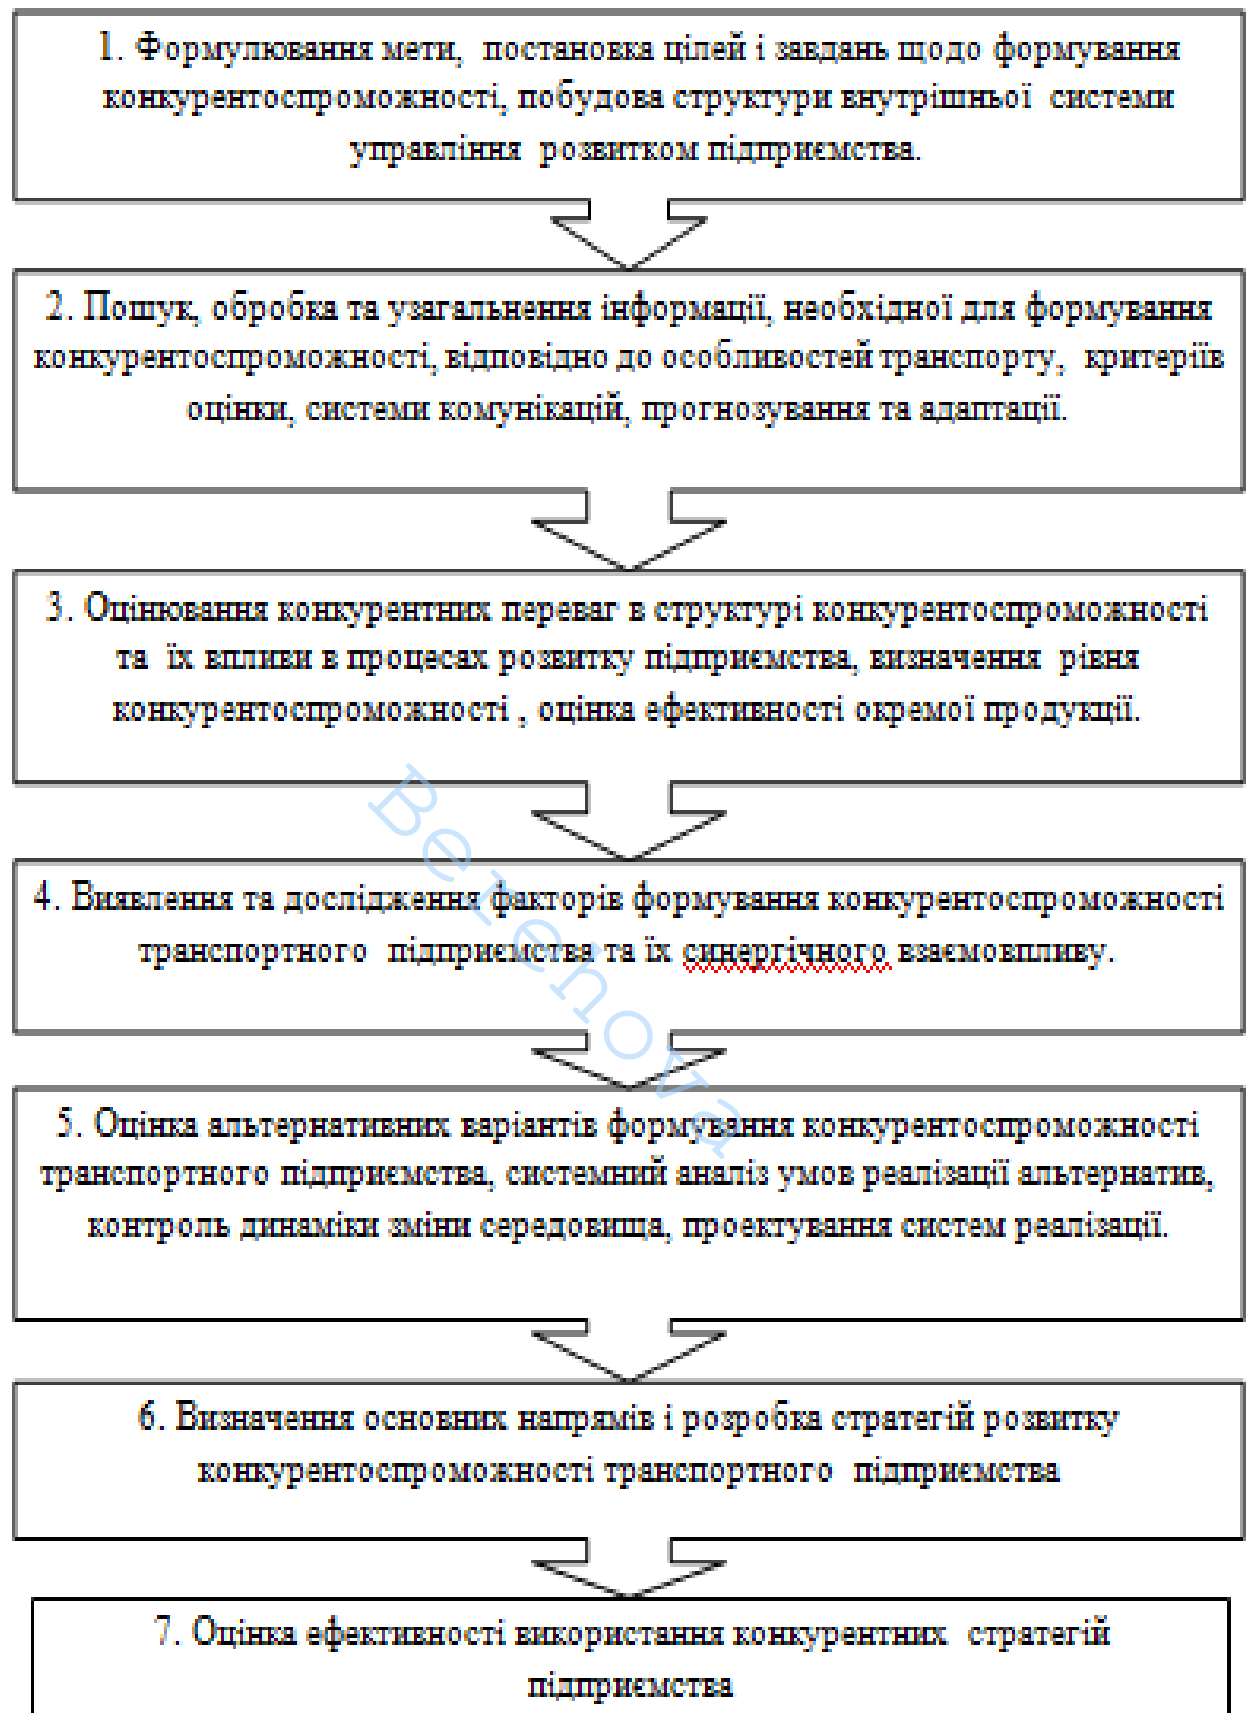 1. Формулювання мети, постановка цілей і завдань щодо формування
конкурентоспроможності, побудова структури внутрішньої системи
управління розвитком підприємства.
2. Пошук, обробка та узагальнення інформації, необхідної для формування
конкурентоспроможності, відповідно до особливостей транспорту, критеріїв
оцінки, системи комунікацій, прогнозування та адаптації.
3. Оцінювання конкурентних переваг в структурі конкурентоспроможності
та їх впливи в процесах розвитку підприємства, визначення рівня
конкурентоспроможності , оцінка ефективності окремої продукції.
4. Виявлення та дослідження факторів формування конкурентоспроможності
транспортного підприємства та їх синергічного взаємовпливу.
5. Оцінка альтернативних варіантів формування конкурентоспроможності
транспортного підприємства, системний аналіз умов реалізації альтернатив,
контроль динаміки зміни середовища, проектування систем реалізації.
6. Визначення основних напрямів і розробка стратегій розвитку
конкурентоспроможності транспортного підприємства
7. Оцінка ефективності використання конкурентних стратегій
підприємства
Berehova